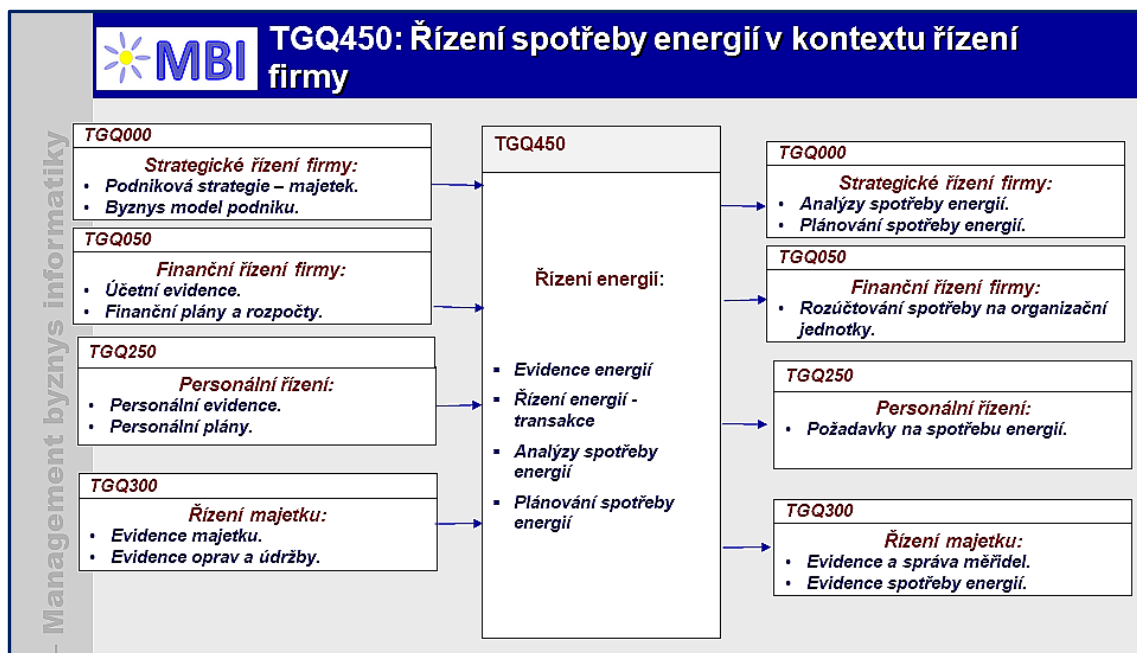 MBI
TGQ450: Řízení spotřeby energií v kontextu řízení
firmy
– Management byznys informatiky
TGQ000
Strategické řízení firmy:
• Podniková strategie – majetek.
• Byznys model podniku.
TGQ050
Finanční řízení firmy:
• Účetní evidence.
• Finanční plány a rozpočty.
TGQ250
Personální řízení:
• Personální evidence.
• Personální plány.
TGQ300
Řízení majetku:
• Evidence majetku.
• Evidence oprav a údržby.
TGQ450
Řízení energií:
▪ Evidence energií
▪ Řízení energií -
transakce
▪ Analýzy spotřeby
energií
▪ Plánování spotřeby
energií
TGQ000
Strategické řízení firmy:
• Analýzy spotřeby energií.
• Plánování spotřeby energií.
TGQ050
Finanční řízení firmy:
• Rozúčtování spotřeby na organizační
jednotky.
TGQ250
Personální řízení:
• Požadavky na spotřebu energií.
TGQ300
Řízení majetku:
• Evidence a správa měřidel.
• Evidence spotřeby energií.